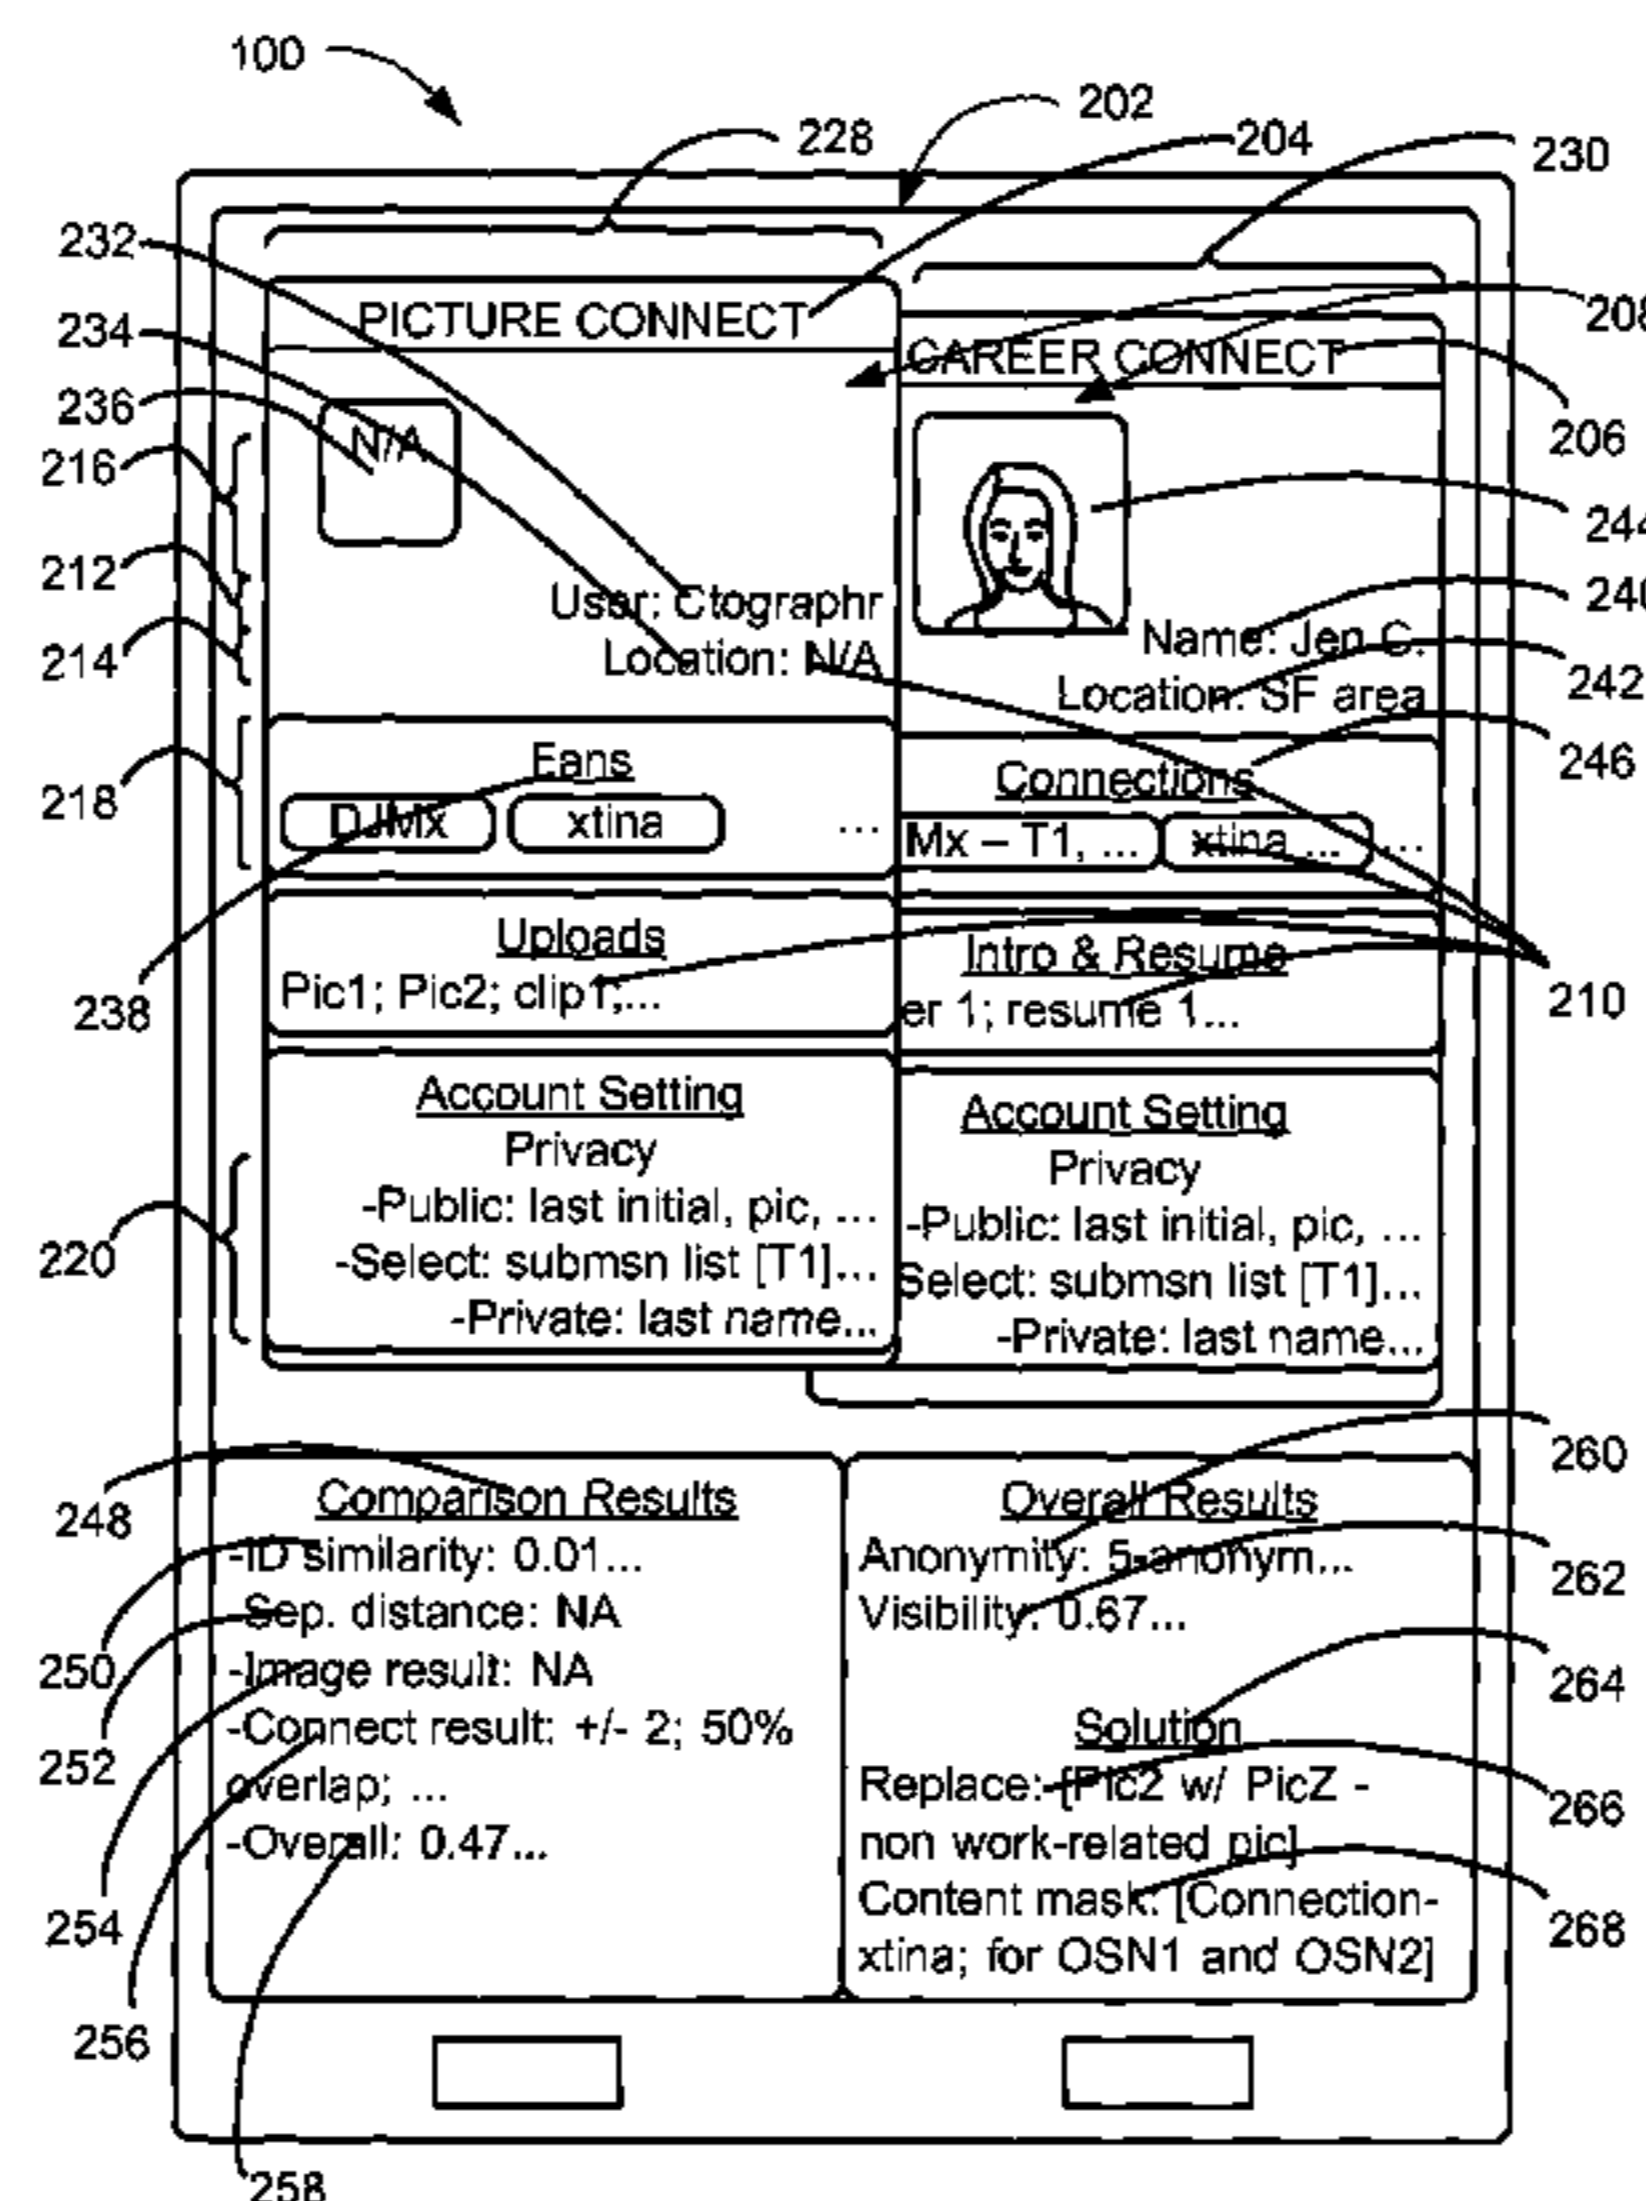 100
202
228
204
230
232
PICTURE CONNECT
208
234
CAREER CONNECT
236
N/A
206
216
244
212
User: Ctographr
240
214
Location: N/A
Name: Jen C.
242
Location: SF area
Fans
246
218
Connections
DJMx
xtina
...
Mx – T1, ...
xtina ...
...
Uploads
Intro & Resume
238
Pic1; Pic2; clip1;...
210
er 1; resume 1...
Account Setting
Privacy
-Public: last initial, pic, ...
-Select: submsn list [T1]...
-Private: last name...
Account Setting
Privacy
-Public: last initial, pic, ...
Select: submsn list [T1]...
-Private: last name...
220
260
248
Comparison Results
-ID similarity: 0.01...
-Sep. distance: NA
-Image result: NA
-Connect result: +/- 2; 50%
overlap; ...
-Overall: 0.47...
Overall Results
Anonymity: 5-anonym...
Visibility: 0.67...
Solution
Replace: [Pic2 w/ PicZ -
non work-related pic]
Content mask: [Connection-
xtina; for OSN1 and OSN2]
262
250
264
252
266
254
268
256
258